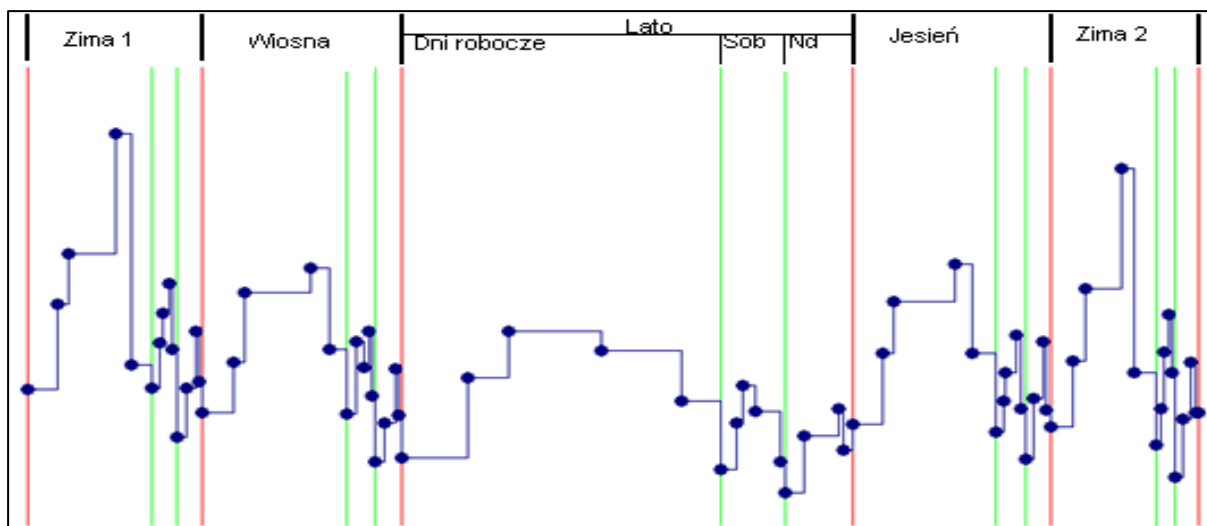 Zima 1
Wiosna
Lato
Dni robocze
Sob
Nd
Jesień
Zima 2